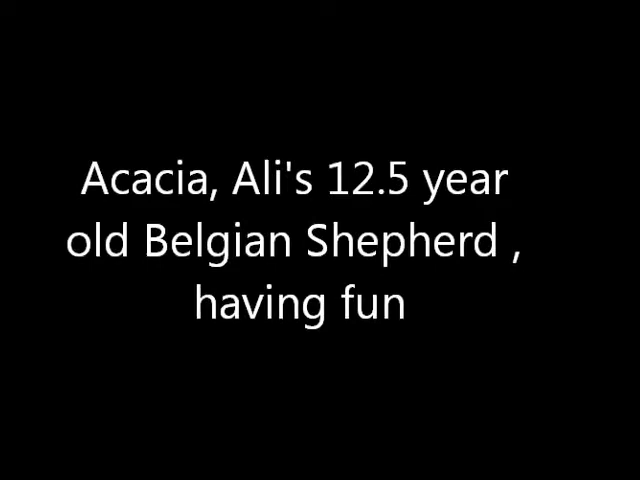 Acacia, Ali's 12.5 year
old Belgian Shepherd ,
having fun